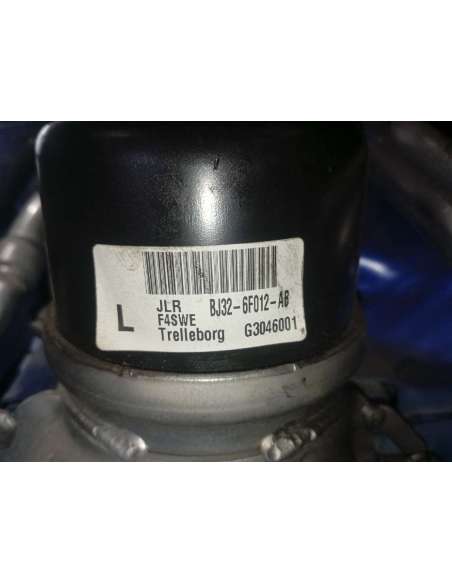 L
JLR BJ32-6F012-AB
F4SWE
Trelleborg G3046001